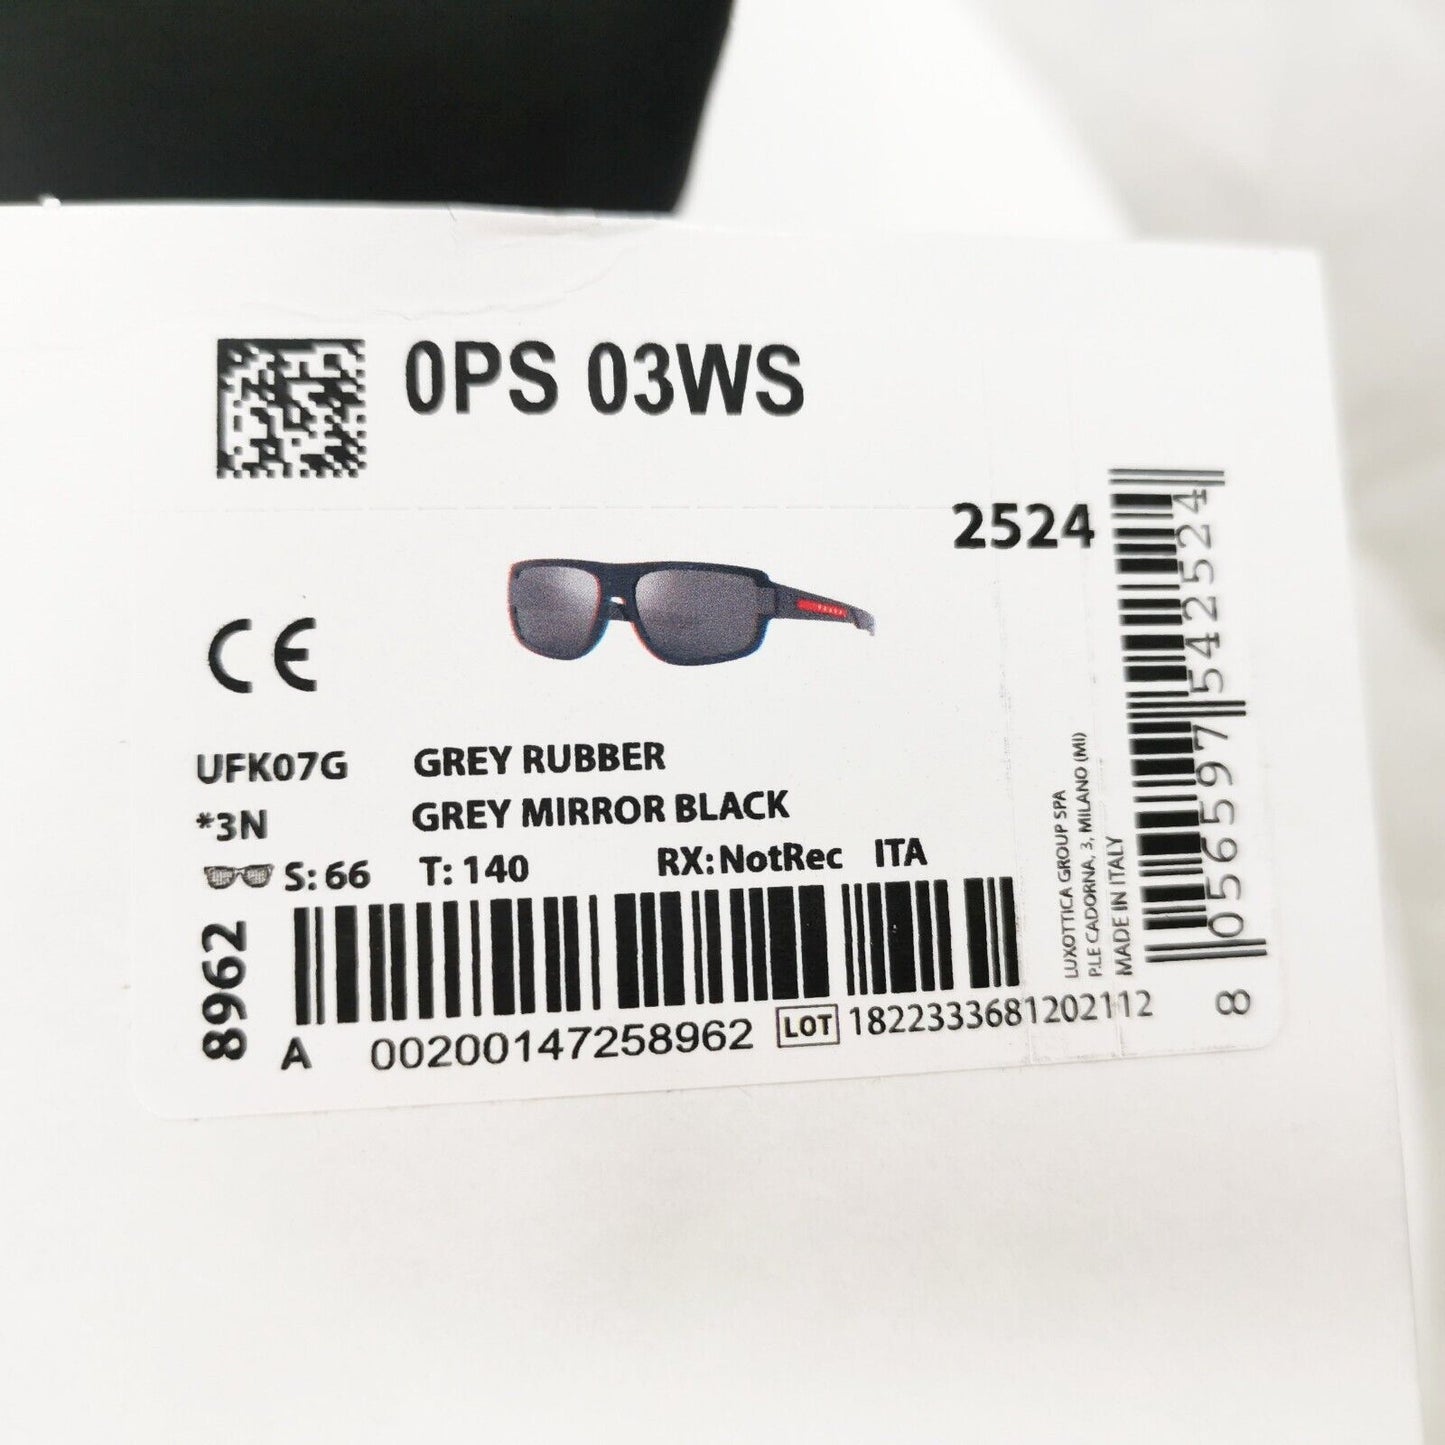 0PS 03WS
2524
CE
UFK07G GREY RUBBER
*3N GREY MIRROR BLACK
S: 66 T: 140 RX: NotRec ITA
8962
A 00200147258962 LOT 1822333681202112
LUXOTTICA GROUP SPA
P.LE CADORNA, 3, MILANO (MI)
MADE IN ITALY
8 056597 542524